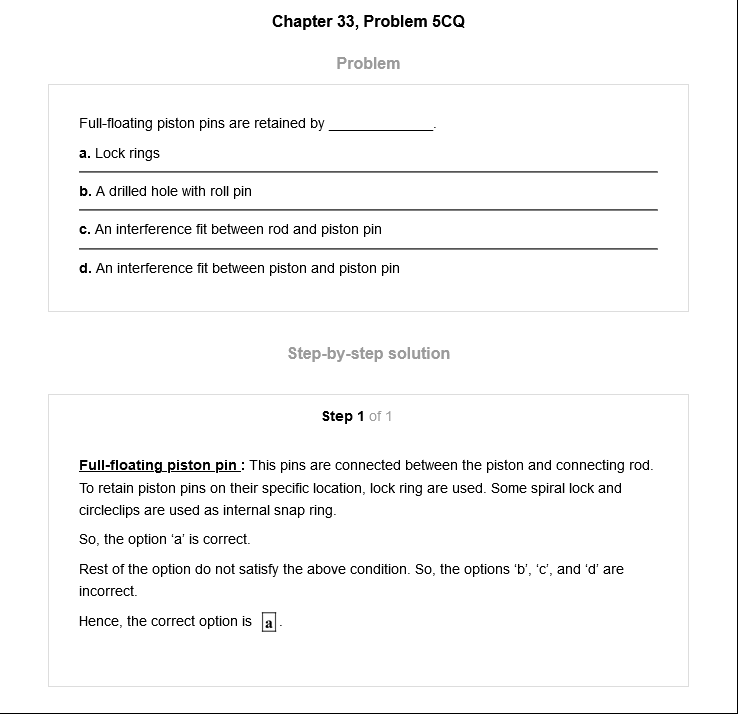 Chapter 33, Problem 5CQ
Problem
Full-floating piston pins are retained by ______________.
a. Lock rings
b. A drilled hole with roll pin
c. An interference fit between rod and piston pin
d. An interference fit between piston and piston pin
Step-by-step solution
Step 1 of 1
Full-floating piston pin : This pins are connected between the piston and connecting rod.
To retain piston pins on their specific location, lock ring are used. Some spiral lock and
circleclips are used as internal snap ring.
So, the option ‘a’ is correct.
Rest of the option do not satisfy the above condition. So, the options ‘b’, ‘c’, and ‘d’ are
incorrect.
Hence, the correct option is a .